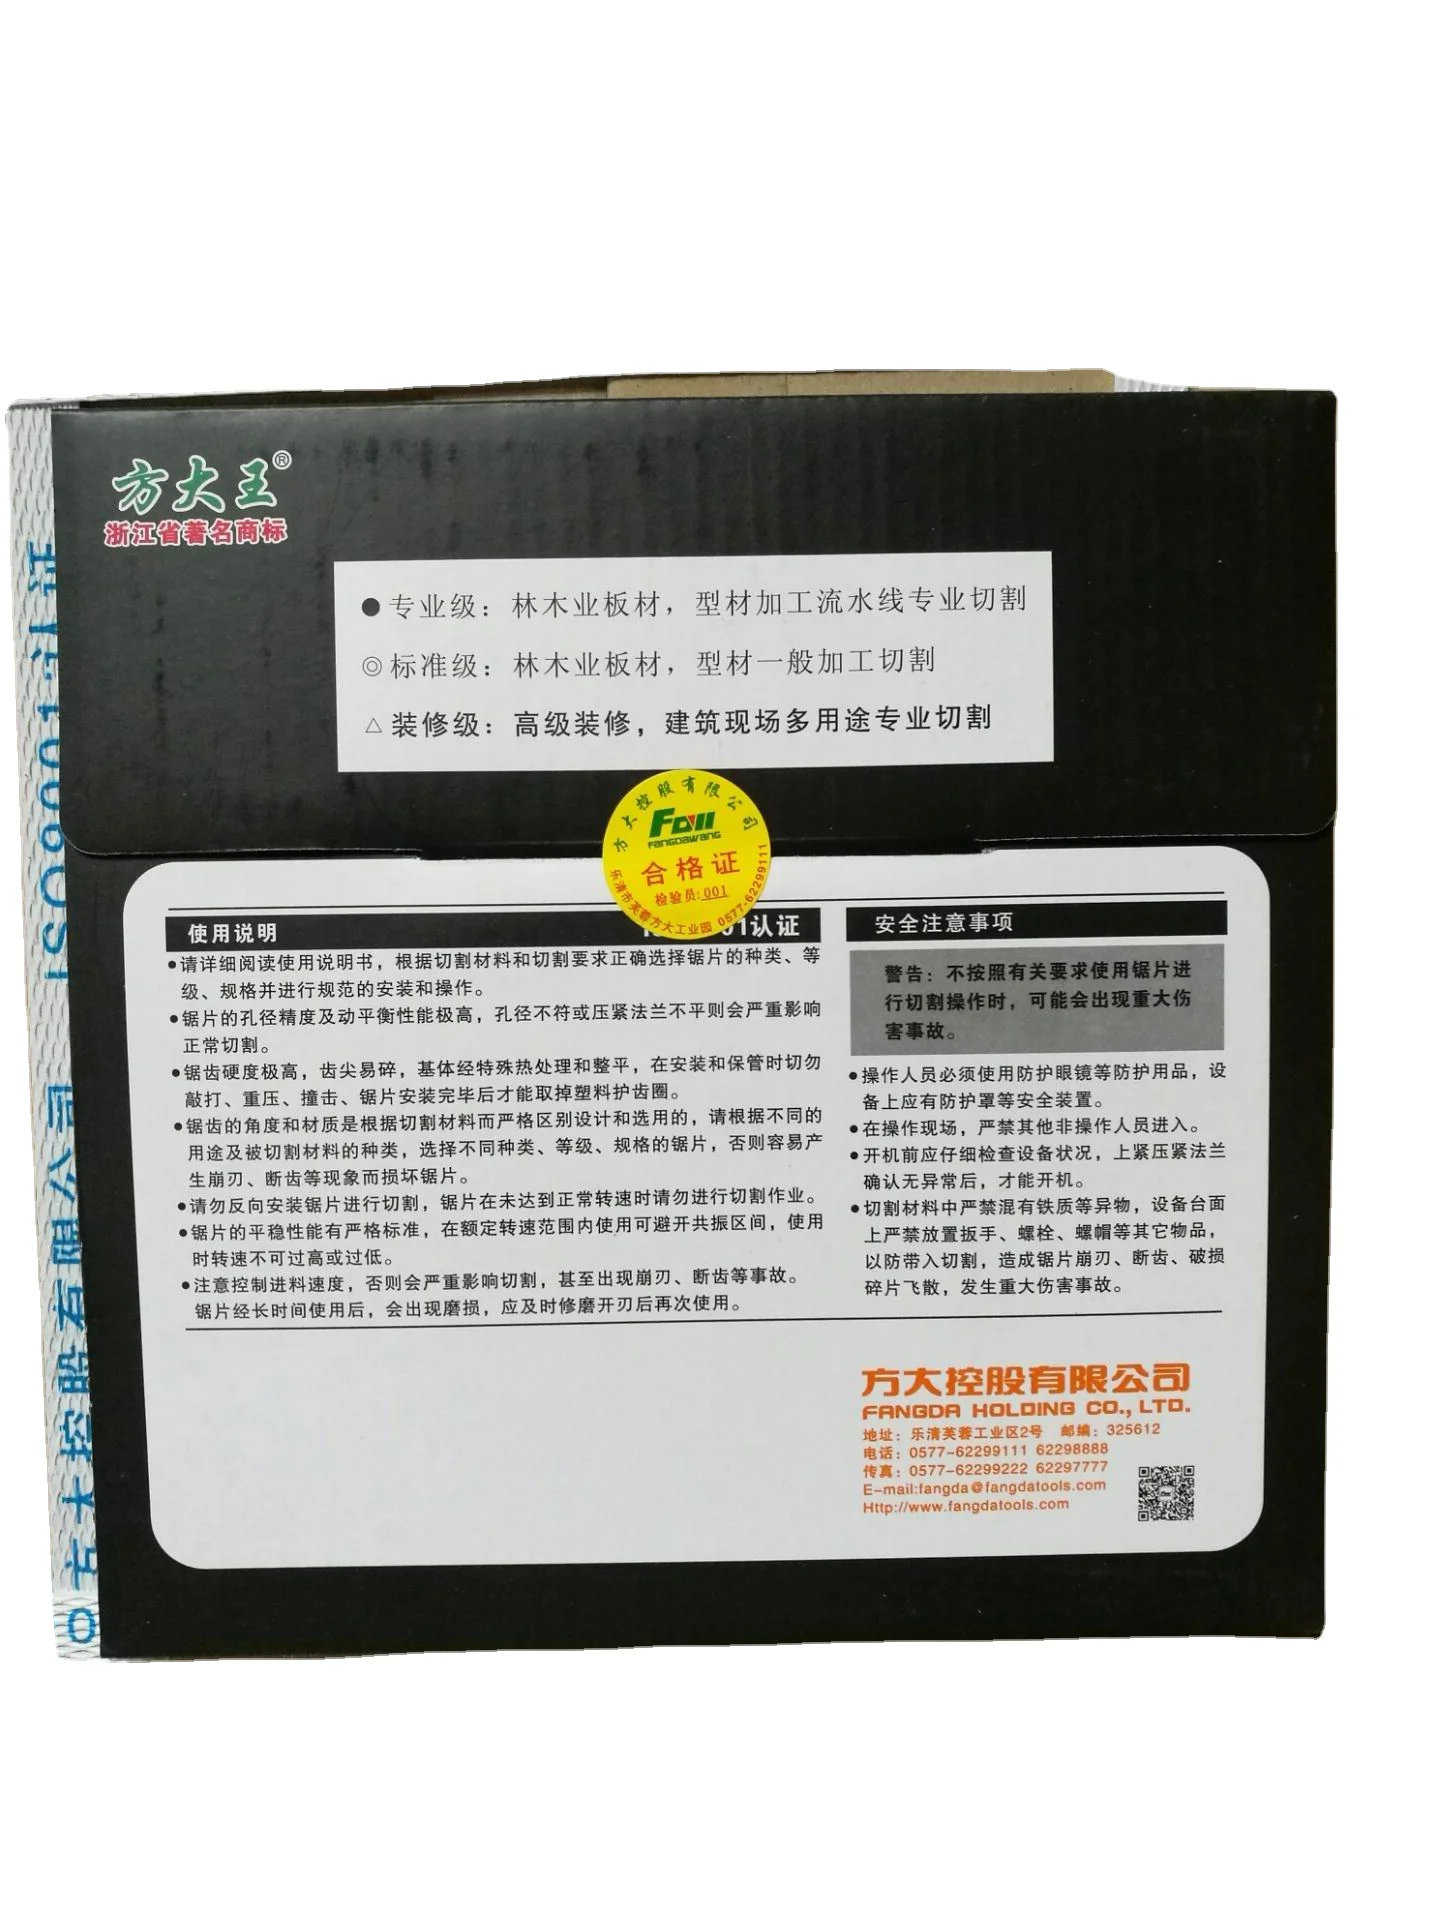 方大王®
浙江省著名商标
●专业级：林木业板材，型材加工流水线专业切割
◎标准级：林木业板材，型材一般加工切割
△装修级：高级装修，建筑现场多用途专业切割
方大控股有限公司
FANGDAWANG
合格证
检验员:001
乐清市芙蓉方大工业园 0577-62299111
使用说明
01认证
●请详细阅读使用说明书，根据切割材料和切割要求正确选择锯片的种类、等
级、规格并进行规范的安装和操作。
●锯片的孔径精度及动平衡性能极高，孔径不符或压紧法兰不平则会严重影响
正常切割。
●锯齿硬度极高，齿尖易碎，基体经特殊热处理和整平，在安装和保管时切勿
敲打、重压、撞击、锯片安装完毕后才能取掉塑料护齿圈。
●锯齿的角度和材质是根据切割材料而严格区别设计和选用的，请根据不同的
用途及被切割材料的种类，选择不同种类、等级、规格的锯片，否则容易产
生崩刃、断齿等现象而损坏锯片。
●请勿反向安装锯片进行切割，锯片在未达到正常转速时请勿进行切割作业。
●锯片的平稳性能有严格标准，在额定转速范围内使用可避开共振区间，使用
时转速不可过高或过低。
●注意控制进料速度，否则会严重影响切割，甚至出现崩刃、断齿等事故。
锯片经长时间使用后，会出现磨损，应及时修磨开刃后再次使用。
安全注意事项
警告：不按照有关要求使用锯片进
行切割操作时，可能会出现重大伤
害事故。
●操作人员必须使用防护眼镜等防护用品，设
备上应有防护罩等安全装置。
●在操作现场，严禁其他非操作人员进入。
●开机前应仔细检查设备状况，上紧压紧法兰
确认无异常后，才能开机。
●切割材料中严禁混有铁质等异物，设备台面
上严禁放置扳手、螺栓、螺帽等其它物品，
以防带入切割，造成锯片崩刃、断齿、破损
碎片飞散，发生重大伤害事故。
方大控股有限公司
FANGDA HOLDING CO., LTD.
地址：乐清芙蓉工业区2号 邮编：325612
电话：0577-62299111 62298888
传真：0577-62299222 62297777
E-mail:fangda@fangdatools.com
Http://www.fangdatools.com
方大控股有限公司 ISO9001